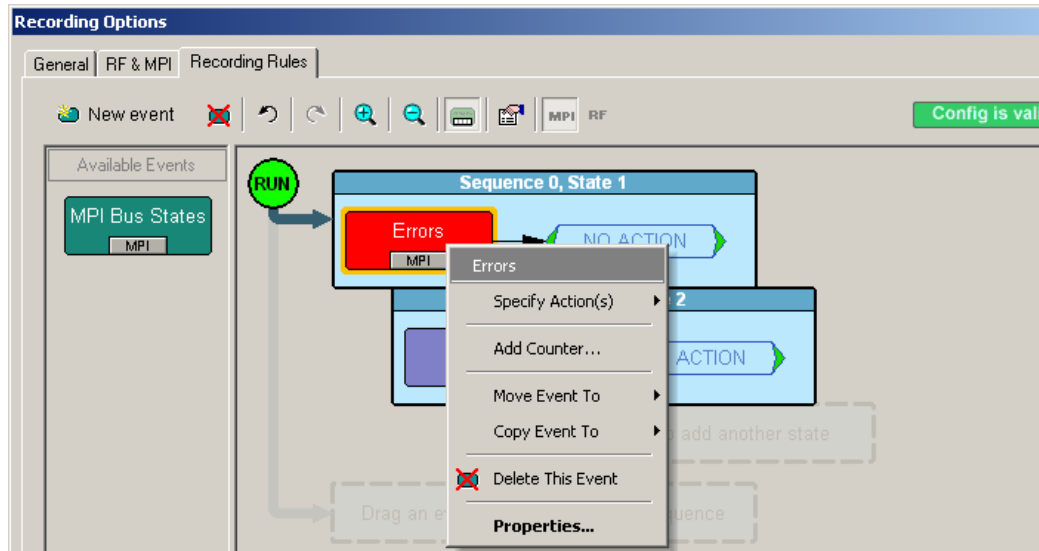 Recording Options
General RF & MPI Recording Rules
New event MPI RF Config is vali
Available Events
MPI Bus States
MPI
RUN
Sequence 0, State 1
Errors
MPI
NO ACTION
2
ACTION
add another state
Drag an
uence
Errors
Specify Action(s)
Add Counter...
Move Event To
Copy Event To
Delete This Event
Properties...